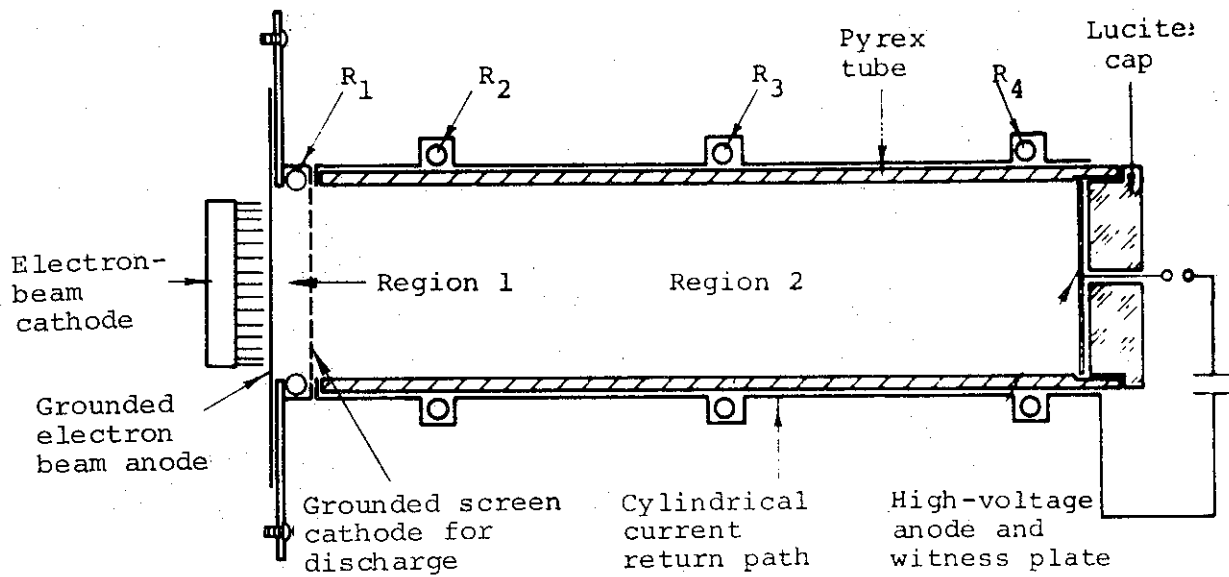 Lucite
cap
Pyrex
tube
R1
R2
R3
R4
Electron-
beam
cathode
Region 1
Region 2
Grounded
electron
beam anode
Grounded screen
cathode for
discharge
Cylindrical
current
return path
High-voltage
anode and
witness plate